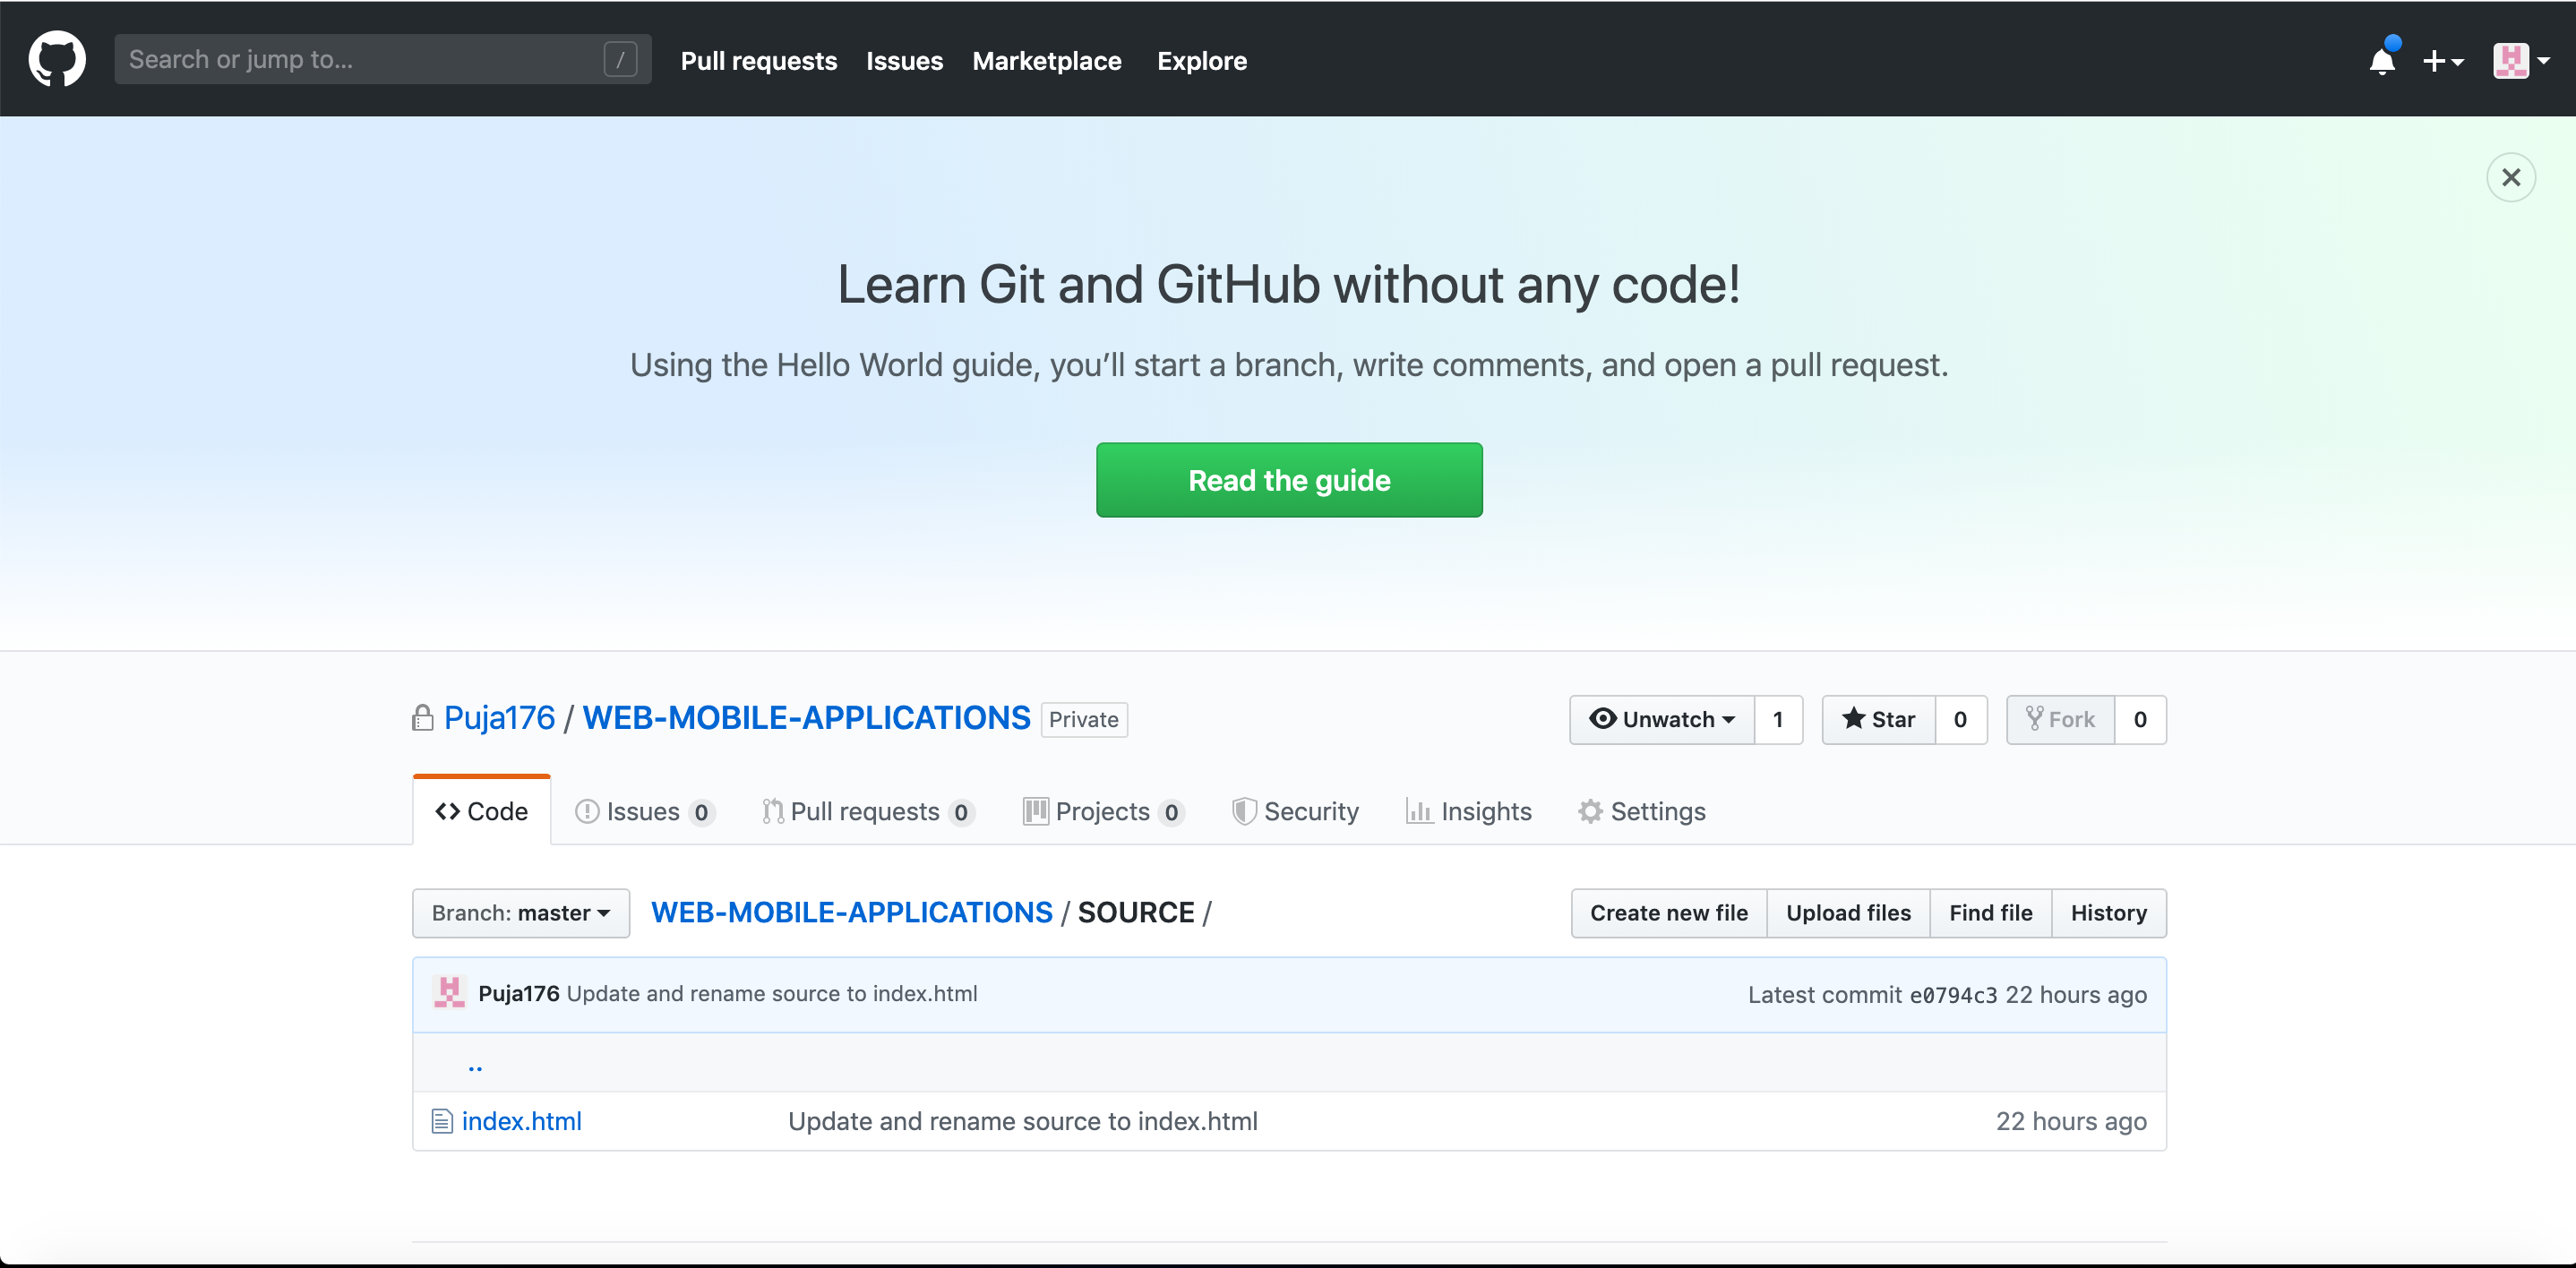 Search or jump to... /
Pull requests Issues Marketplace Explore
Learn Git and GitHub without any code!
Using the Hello World guide, you’ll start a branch, write comments, and open a pull request.
Read the guide
Puja176 / WEB-MOBILE-APPLICATIONS Private
Unwatch 1 Star 0 Fork 0
Code Issues 0 Pull requests 0 Projects 0 Security Insights Settings
Branch: master WEB-MOBILE-APPLICATIONS / SOURCE / Create new file Upload files Find file History
Puja176 Update and rename source to index.html Latest commit e0794c3 22 hours ago
..
index.html Update and rename source to index.html 22 hours ago